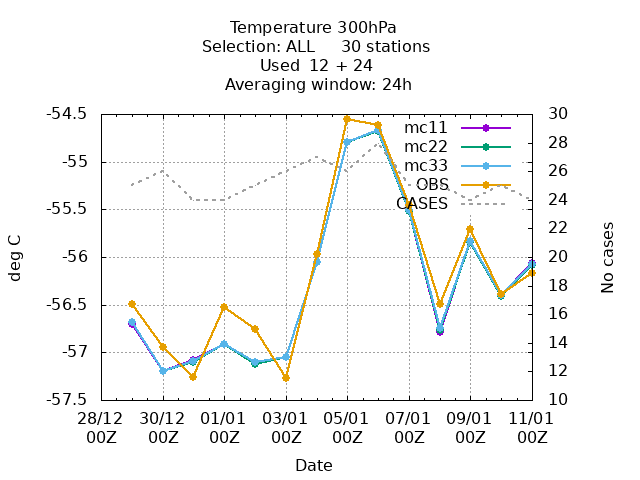 Temperature 300hPa
Selection: ALL 30 stations
Used 12 + 24
Averaging window: 24h
-54.5
-55
-55.5
-56
-56.5
-57
-57.5
deg C
30
28
26
24
22
20
18
16
14
12
10
No cases
mc11
mc22
mc33
OBS
CASES
28/12 30/12 01/01 03/01 05/01 07/01 09/01 11/01
00Z 00Z 00Z 00Z 00Z 00Z 00Z 00Z
Date